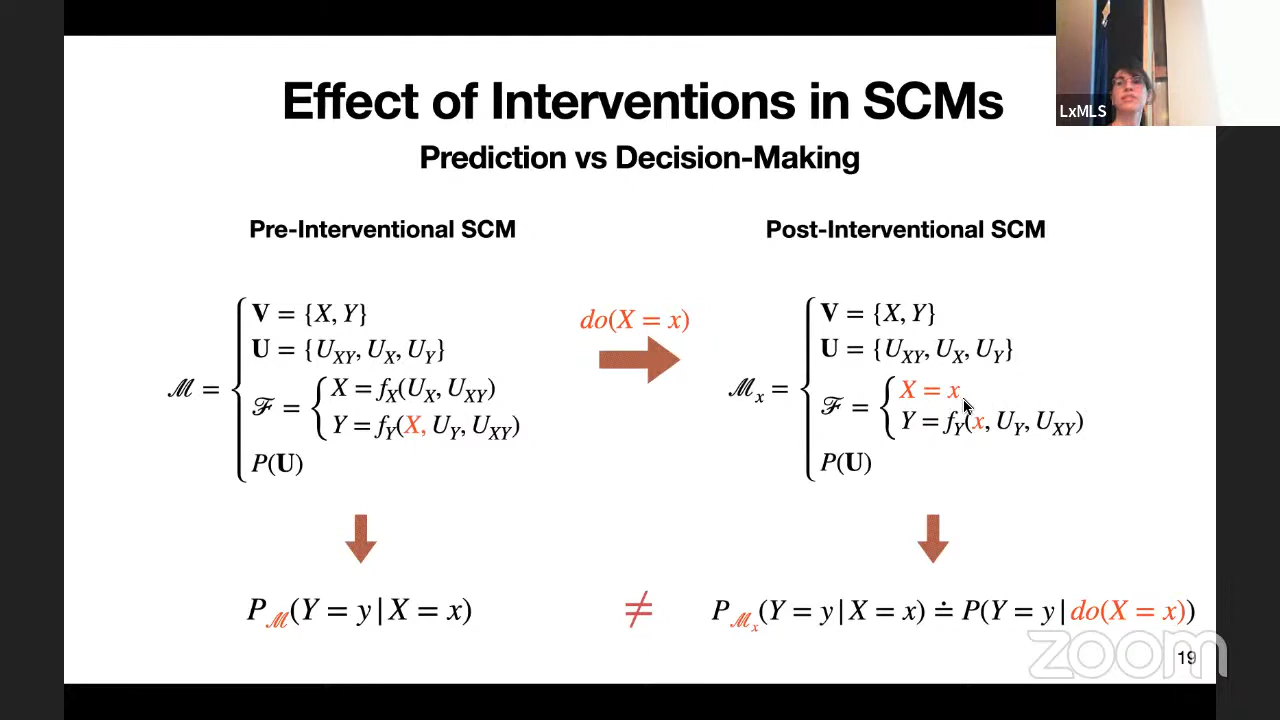 LxMLS
Effect of Interventions in SCMs
Prediction vs Decision-Making
Pre-Interventional SCM
Post-Interventional SCM
ℳ =
V = {X, Y}
U = {U_XY, U_X, U_Y}
ℱ =
X = f_X(U_X, U_XY)
Y = f_Y(X, U_Y, U_XY)
P(U)
do(X = x)
ℳ_x =
V = {X, Y}
U = {U_XY, U_X, U_Y}
ℱ =
X = x
Y = f_Y(x, U_Y, U_XY)
P(U)
P_ℳ(Y = y | X = x)
≠
P_ℳ_x(Y = y | X = x) ≐ P(Y = y | do(X = x))
zoom
19